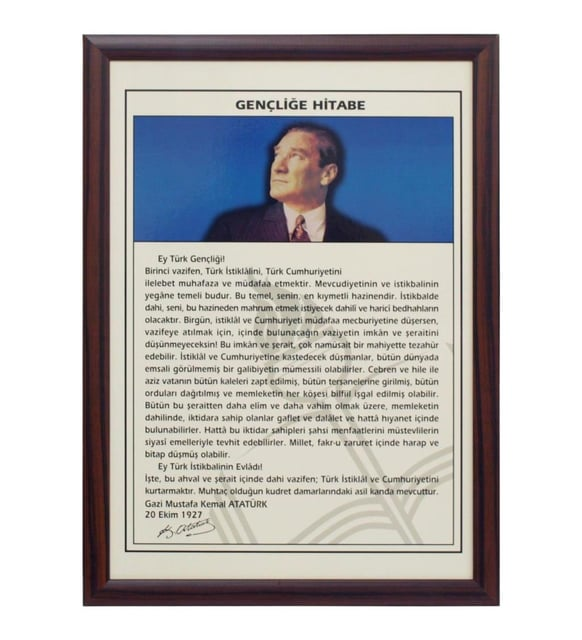 GENÇLİĞE HİTABE
Ey Türk Gençliği!
Birinci vazifen, Türk İstiklâlini, Türk Cumhuriyetini
ilelebet muhafaza ve müdafaa etmektir. Mevcudiyetinin ve istikbalinin
yegâne temeli budur. Bu temel, senin, en kıymetli hazinendir. İstikbalde
dahi, seni, bu hazineden mahrum etmek istiyecek dahilî ve haricî bedhahların
olacaktır. Birgün, istiklâl ve Cumhuriyeti müdafaa mecburiyetine düşersen,
vazifeye atılmak için, içinde bulunacağın vaziyetin imkân ve şeraitini
düşünmeyeceksin! Bu imkân ve şerait, çok namüsait bir mahiyette tezahür
edebilir. İstiklâl ve Cumhuriyetine kastedecek düşmanlar, bütün dünyada
emsali görülmemiş bir galibiyetin mümessili olabilirler. Cebren ve hile ile
aziz vatanın bütün kaleleri zapt edilmiş, bütün tersanelerine girilmiş, bütün
orduları dağıtılmış ve memleketin her köşesi bilfiil işgal edilmiş olabilir.
Bütün bu şeraitten daha elim ve daha vahim olmak üzere, memleketin
dahilinde, iktidara sahip olanlar gaflet ve dalâlet ve hattâ hıyanet içinde
bulunabilirler. Hattâ bu iktidar sahipleri şahsi menfaatlerini müstevlilerin
siyasi emelleriyle tevhit edebilirler. Millet, fakr-u zaruret içinde harap ve
bitap düşmüş olabilir.
Ey Türk İstikbalinin Evlâdı!
İşte, bu ahval ve şerait içinde dahi vazifen; Türk İstiklâl ve Cumhuriyetini
kurtarmaktır. Muhtaç olduğun kudret damarlarındaki asil kanda mevcuttur.
Gazi Mustafa Kemal ATATÜRK
20 Ekim 1927
K. Atatürk